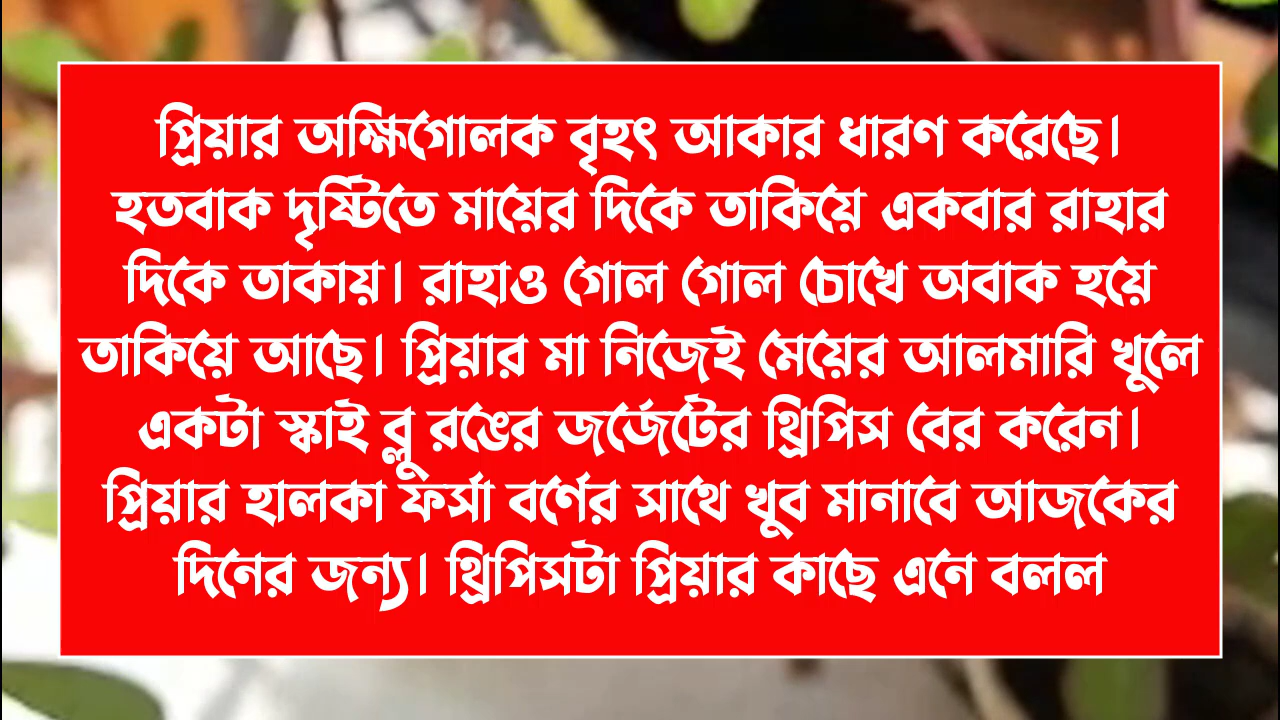 প্রিয়ার অক্ষিগোলক বৃহৎ আকার ধারণ করেছে।
হতবাক দৃষ্টিতে মায়ের দিকে তাকিয়ে একবার রাহার
দিকে তাকায়। রাহাও গোল গোল চোখে অবাক হয়ে
তাকিয়ে আছে। প্রিয়ার মা নিজেই মেয়ের আলমারি খুলে
একটা স্কাই ব্লু রঙের জর্জেটের থ্রিপিস বের করেন।
প্রিয়ার হালকা ফর্সা বর্ণের সাথে খুব মানাবে আজকের
দিনের জন্য। থ্রিপিসটা প্রিয়ার কাছে এনে বলল